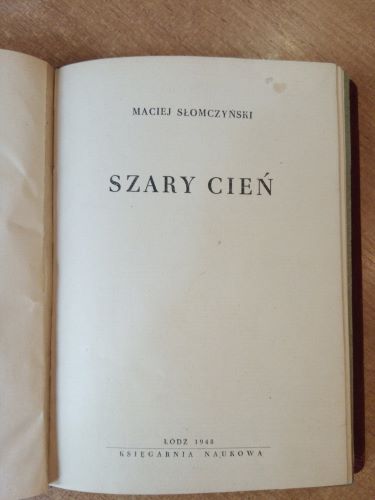 MACIEJ SŁOMCZYŃSKI
SZARY CIEŃ
ŁÓDŹ 1948
KSIĘGARNIA NAUKOWA